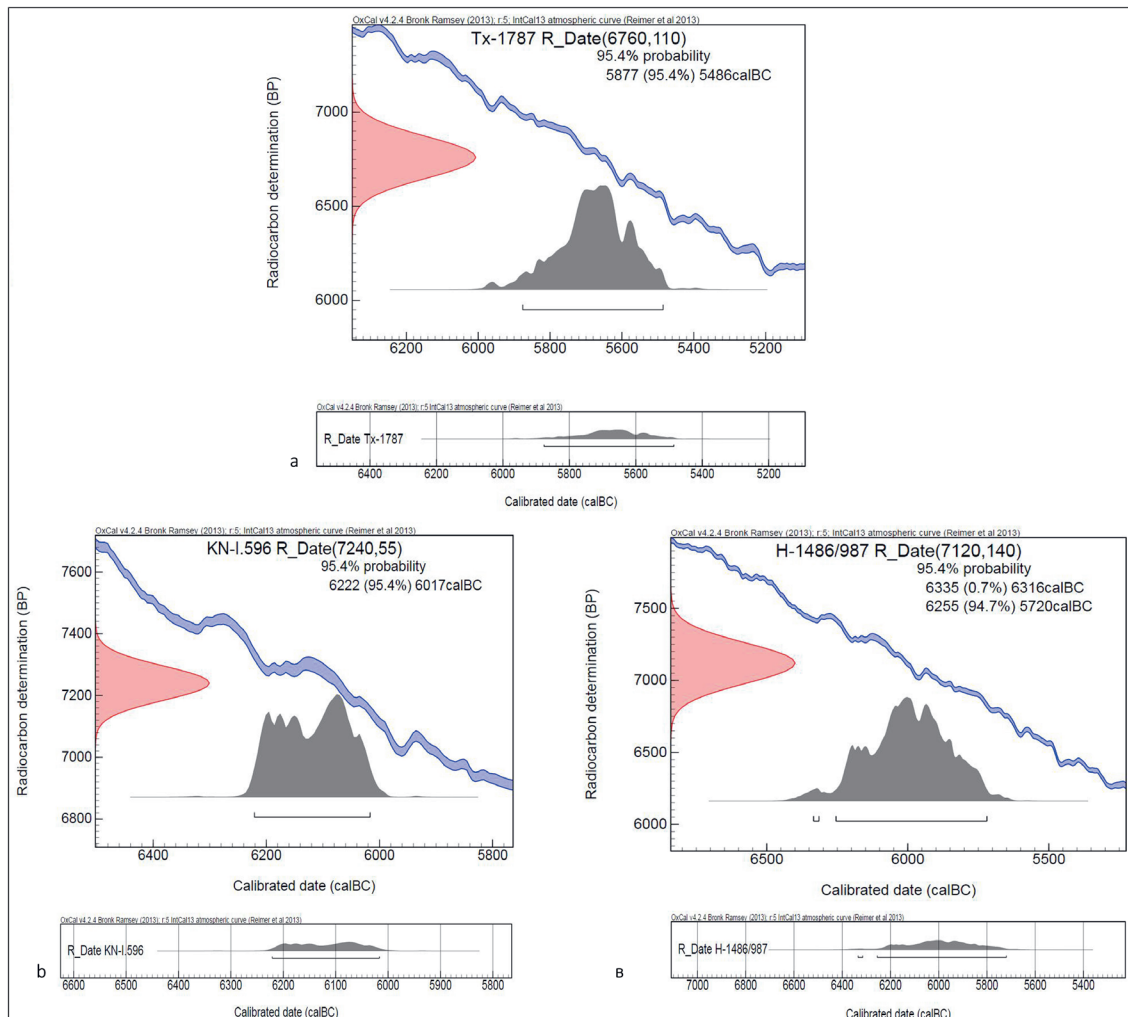 OxCal v4.2.4 Bronk Ramsey (2013); r:5; IntCal13 atmospheric curve (Reimer et al 2013)
Tx-1787 R_Date(6760,110)
95.4% probability
5877 (95.4%) 5486calBC
Radiocarbon determination (BP)
7000
6500
6000
6200 6000 5800 5600 5400 5200
OxCal v4.2.4 Bronk Ramsey (2013); r:5 IntCal13 atmospheric curve (Reimer et al 2013)
R_Date Tx-1787
6400 6200 6000 5800 5600 5400 5200
Calibrated date (calBC)
a
OxCal v4.2.4 Bronk Ramsey (2013); r:5; IntCal13 atmospheric curve (Reimer et al 2013)
KN-I.596 R_Date(7240,55)
95.4% probability
6222 (95.4%) 6017calBC
Radiocarbon determination (BP)
7600
7400
7200
7000
6800
6400 6200 6000 5800
Calibrated date (calBC)
OxCal v4.2.4 Bronk Ramsey (2013); r:5 IntCal13 atmospheric curve (Reimer et al 2013)
R_Date KN-I.596
6600 6500 6400 6300 6200 6100 6000 5900 5800
Calibrated date (calBC)
b
OxCal v4.2.4 Bronk Ramsey (2013); r:5; IntCal13 atmospheric curve (Reimer et al 2013)
H-1486/987 R_Date(7120,140)
95.4% probability
6335 (0.7%) 6316calBC
6255 (94.7%) 5720calBC
Radiocarbon determination (BP)
7500
7000
6500
6000
6500 6000 5500
Calibrated date (calBC)
OxCal v4.2.4 Bronk Ramsey (2013); r:5 IntCal13 atmospheric curve (Reimer et al 2013)
R_Date H-1486/987
7000 6800 6600 6400 6200 6000 5800 5600 5400
Calibrated date (calBC)
в